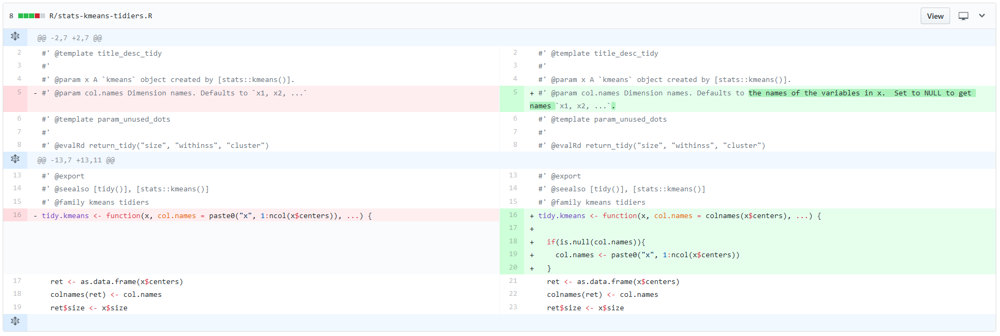 8 R/stats-kmeans-tidiers.R View
@@ -2,7 +2,7 @@
2 #' @template title_desc_tidy 2 #' @template title_desc_tidy
3 #' 3 #'
4 #' @param x A `kmeans` object created by [stats::kmeans()]. 4 #' @param x A `kmeans` object created by [stats::kmeans()].
5 - #' @param col.names Dimension names. Defaults to `x1, x2, ...` 5 + #' @param col.names Dimension names. Defaults to the names of the variables in x.  Set to NULL to get
names `x1, x2, ...`.
6 #' @template param_unused_dots 6 #' @template param_unused_dots
7 #' 7 #'
8 #' @evalRd return_tidy("size", "withinss", "cluster") 8 #' @evalRd return_tidy("size", "withinss", "cluster")
@@ -13,7 +13,11 @@
13 #' @export 13 #' @export
14 #' @seealso [tidy()], [stats::kmeans()] 14 #' @seealso [tidy()], [stats::kmeans()]
15 #' @family kmeans tidiers 15 #' @family kmeans tidiers
16 - tidy.kmeans <- function(x, col.names = paste0("x", 1:ncol(x$centers)), ...) { 16 + tidy.kmeans <- function(x, col.names = colnames(x$centers), ...) {
17 +
18 + if(is.null(col.names)){
19 + col.names <- paste0("x", 1:ncol(x$centers))
20 + }
17 ret <- as.data.frame(x$centers) 21 ret <- as.data.frame(x$centers)
18 colnames(ret) <- col.names 22 colnames(ret) <- col.names
19 ret$size <- x$size 23 ret$size <- x$size